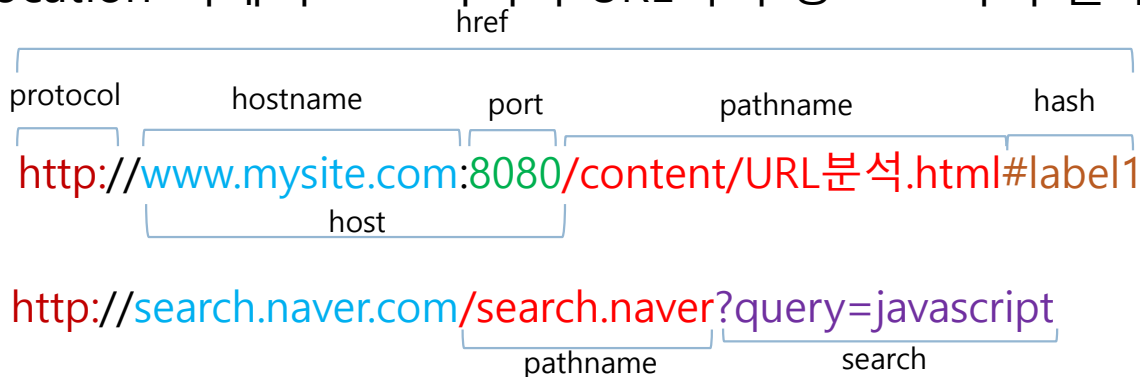 href
protocol hostname port pathname hash
http://www.mysite.com:8080/content/URL분석.html#label1
host
http://search.naver.com/search.naver?query=javascript
pathname search